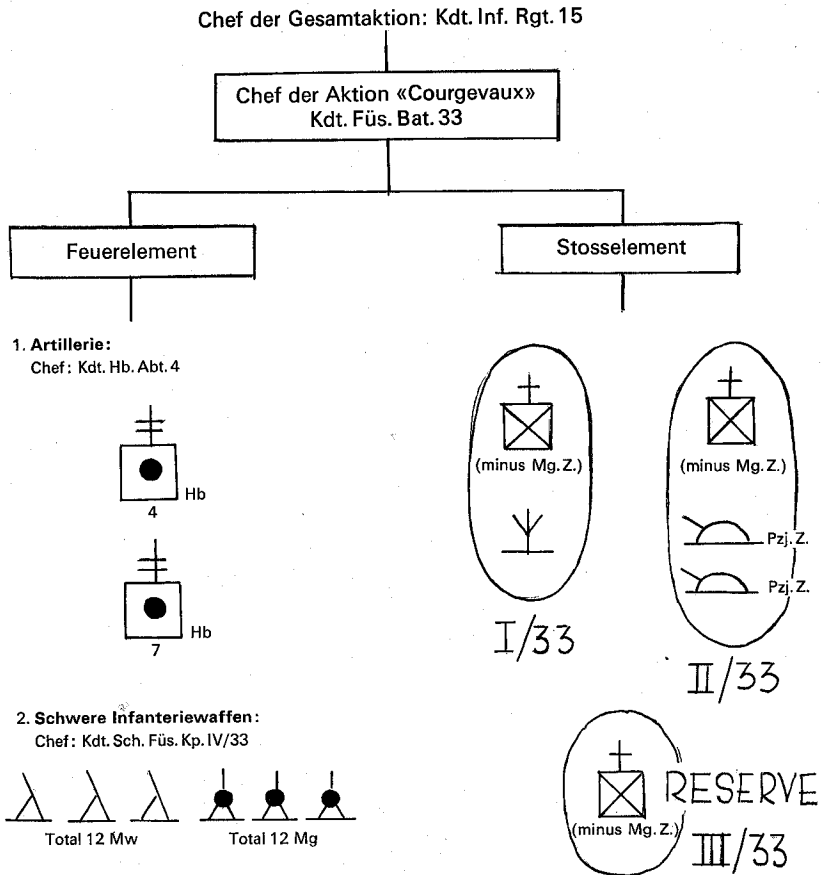 Chef der Gesamtaktion: Kdt. Inf. Rgt. 15
Chef der Aktion «Courgevaux»
Kdt. Füs. Bat. 33
Feuerelement
Stosselement
1. Artillerie:
Chef: Kdt. Hb. Abt. 4
Hb
4
Hb
7
2. Schwere Infanteriewaffen:
Chef: Kdt. Sch. Füs. Kp. IV/33
Total 12 Mw
Total 12 Mg
(minus Mg. Z.)
I/33
(minus Mg. Z.)
Pzj. Z.
Pzj. Z.
II/33
RESERVE
(minus Mg. Z.)
III/33